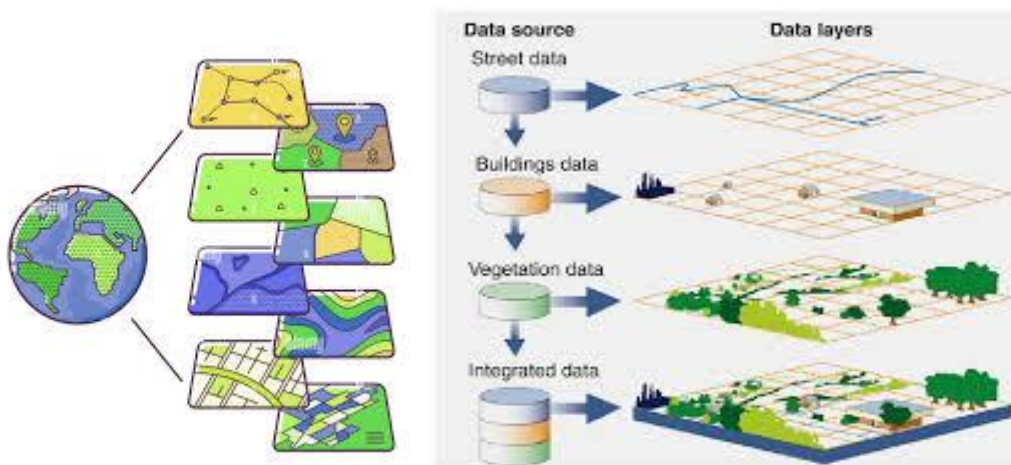 Data source
Data layers
Street data
Buildings data
Vegetation data
Integrated data